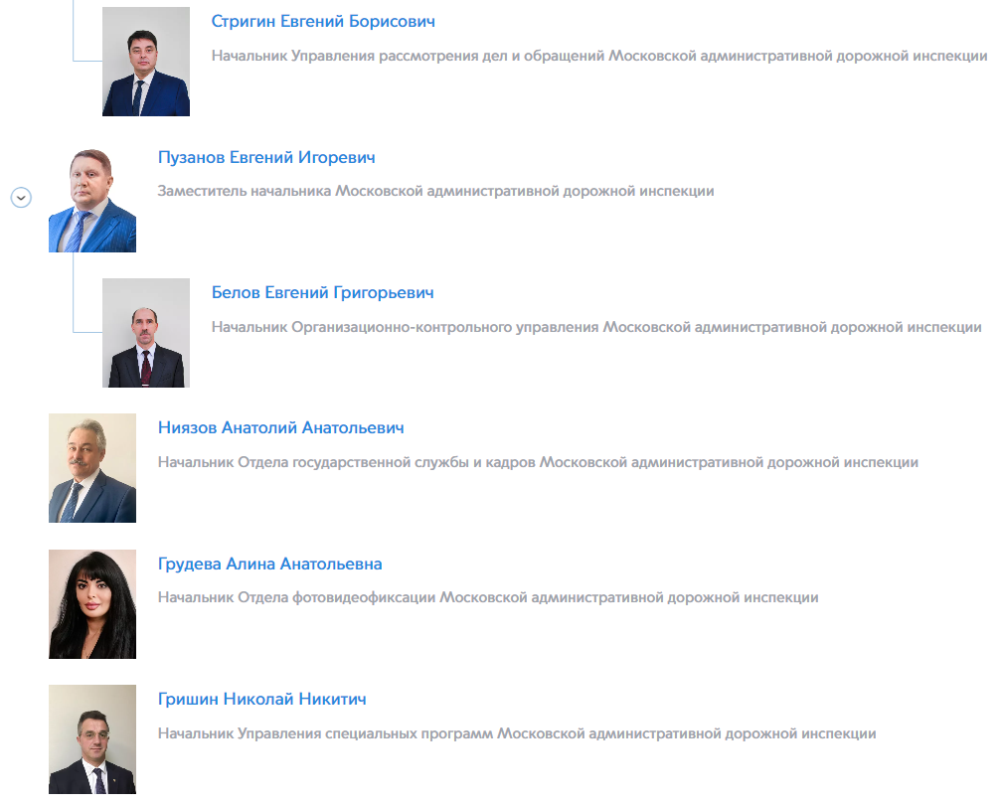 Стригин Евгений Борисович
Начальник Управления рассмотрения дел и обращений Московской административной дорожной инспекции
Пузанов Евгений Игоревич
Заместитель начальника Московской административной дорожной инспекции
Белов Евгений Григорьевич
Начальник Организационно-контрольного управления Московской административной дорожной инспекции
Ниязов Анатолий Анатольевич
Начальник Отдела государственной службы и кадров Московской административной дорожной инспекции
Грудева Алина Анатольевна
Начальник Отдела фотовидеофиксации Московской административной дорожной инспекции
Гришин Николай Никитич
Начальник Управления специальных программ Московской административной дорожной инспекции